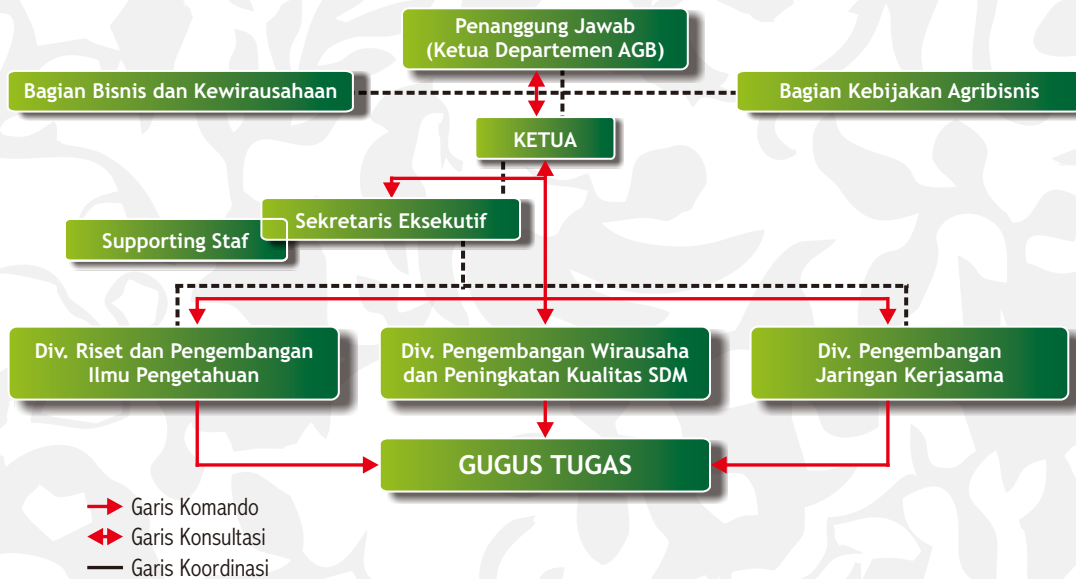 Penanggung Jawab
(Ketua Departemen AGB)
Bagian Bisnis dan Kewirausahaan
Bagian Kebijakan Agribisnis
KETUA
Sekretaris Eksekutif
Supporting Staf
Div. Riset dan Pengembangan
Ilmu Pengetahuan
Div. Pengembangan Wirausaha
dan Peningkatan Kualitas SDM
Div. Pengembangan
Jaringan Kerjasama
GUGUS TUGAS
Garis Komando
Garis Konsultasi
Garis Koordinasi